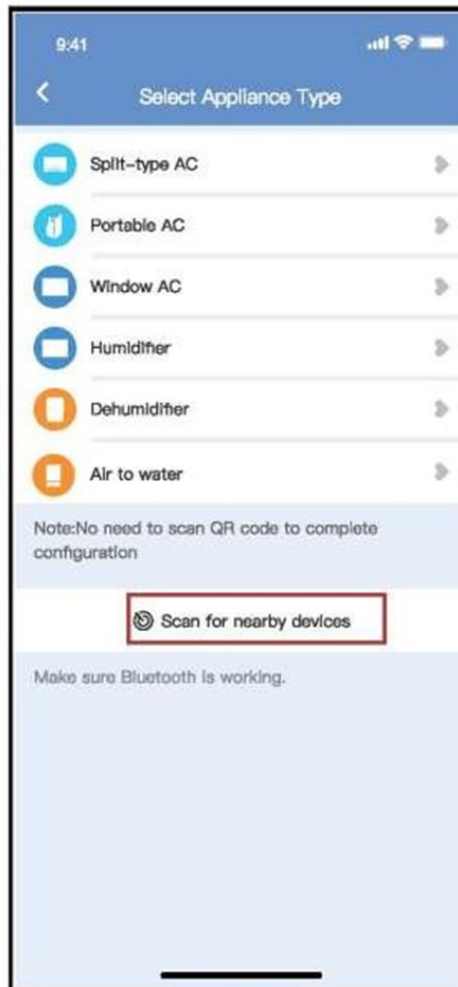 9:41
Select Appliance Type
Split-type AC
Portable AC
Window AC
Humidifier
Dehumidifier
Air to water
Note:No need to scan QR code to complete
configuration
Scan for nearby devices
Make sure Bluetooth is working.